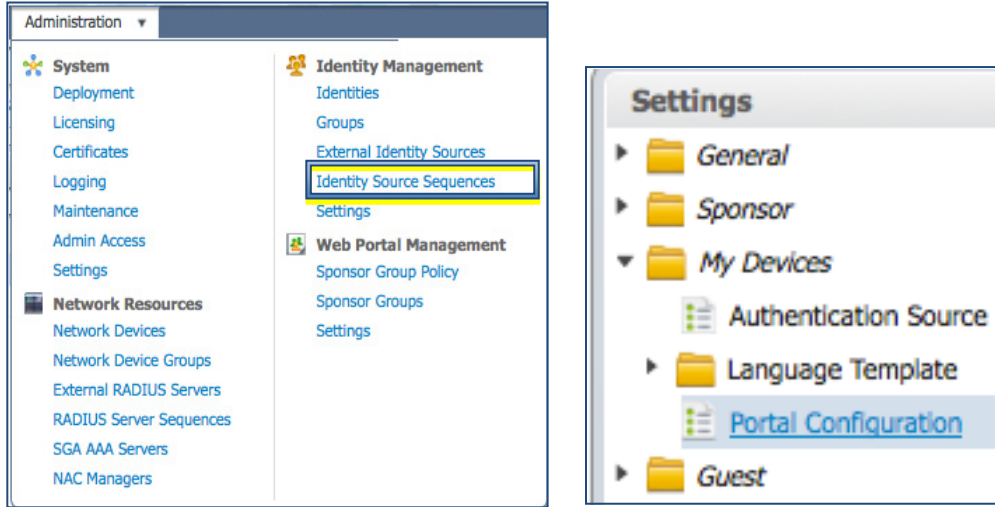 Administration
System
Deployment
Licensing
Certificates
Logging
Maintenance
Admin Access
Settings
Network Resources
Network Devices
Network Device Groups
External RADIUS Servers
RADIUS Server Sequences
SGA AAA Servers
NAC Managers
Identity Management
Identities
Groups
External Identity Sources
Identity Source Sequences
Settings
Web Portal Management
Sponsor Group Policy
Sponsor Groups
Settings
Settings
General
Sponsor
My Devices
Authentication Source
Language Template
Portal Configuration
Guest